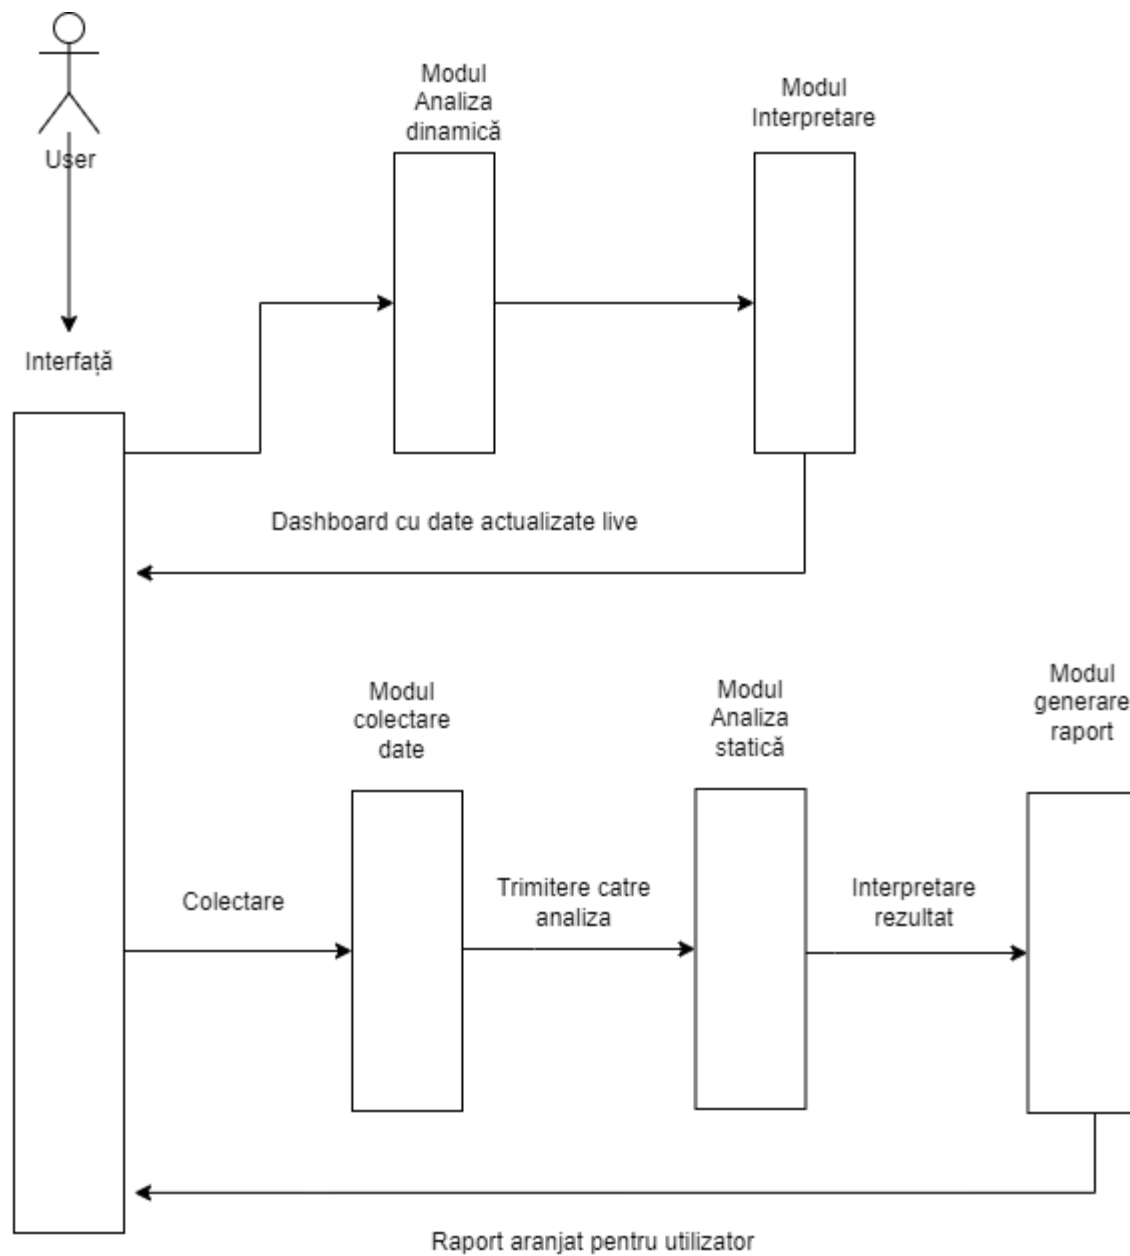 User
Modul
Analiza
dinamică
Modul
Interpretare
Interfață
Dashboard cu date actualizate live
Modul
colectare
date
Modul
Analiza
statică
Modul
generare
raport
Colectare
Trimitere catre
analiza
Interpretare
rezultat
Raport aranjat pentru utilizator